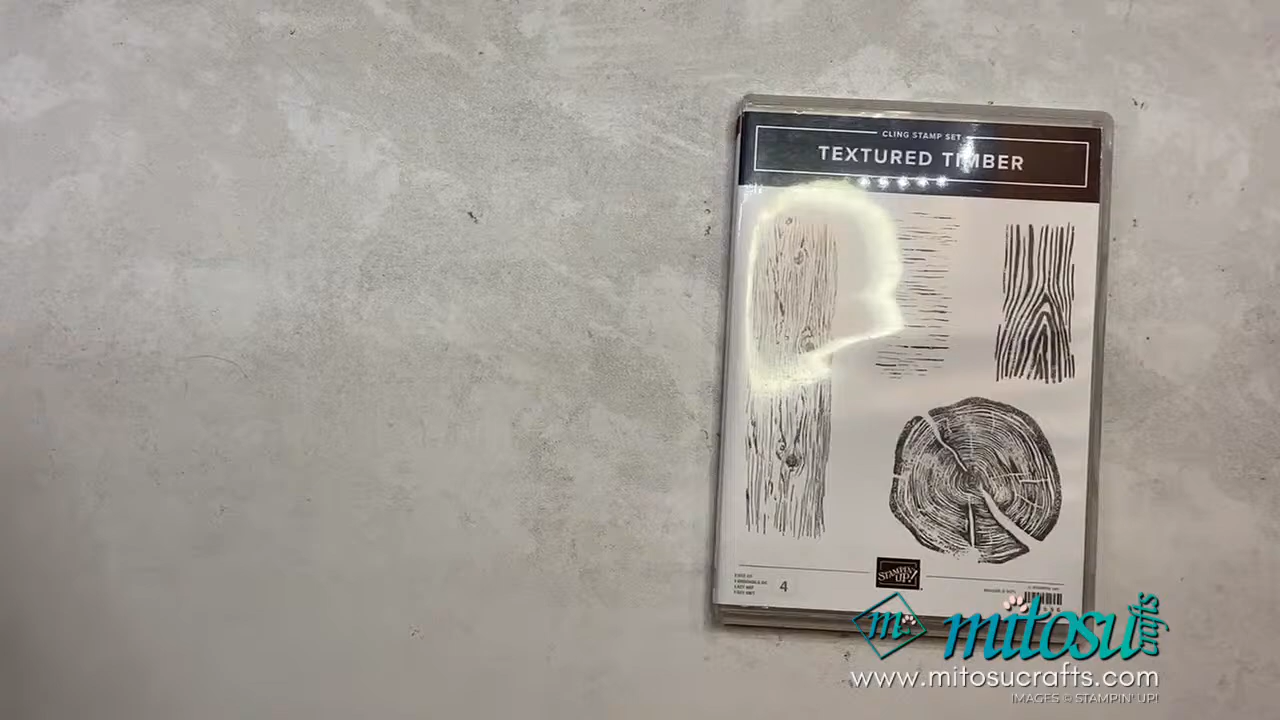 CLING STAMP SET
TEXTURED TIMBER
STAMPIN' UP!
4
m.
mitosu crafts
www.mitosucrafts.com
IMAGES © STAMPIN' UP!